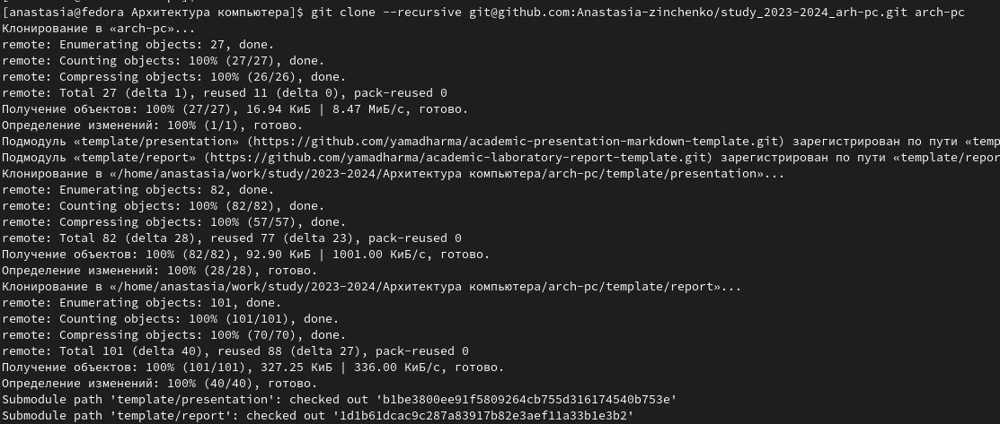 [anastasia@fedora Архитектура компьютера]$ git clone --recursive git@github.com:Anastasia-zinchenko/study_2023-2024_arh-pc.git arch-pc
Клонирование в «arch-pc»...
remote: Enumerating objects: 27, done.
remote: Counting objects: 100% (27/27), done.
remote: Compressing objects: 100% (26/26), done.
remote: Total 27 (delta 1), reused 11 (delta 0), pack-reused 0
Получение объектов: 100% (27/27), 16.94 КиБ | 8.47 МиБ/с, готово.
Определение изменений: 100% (1/1), готово.
Подмодуль «template/presentation» (https://github.com/yamadharma/academic-presentation-markdown-template.git) зарегистрирован по пути «temp
Подмодуль «template/report» (https://github.com/yamadharma/academic-laboratory-report-template.git) зарегистрирован по пути «template/repor
Клонирование в «/home/anastasia/work/study/2023-2024/Архитектура компьютера/arch-pc/template/presentation»...
remote: Enumerating objects: 82, done.
remote: Counting objects: 100% (82/82), done.
remote: Compressing objects: 100% (57/57), done.
remote: Total 82 (delta 28), reused 77 (delta 23), pack-reused 0
Получение объектов: 100% (82/82), 92.90 КиБ | 1001.00 КиБ/с, готово.
Определение изменений: 100% (28/28), готово.
Клонирование в «/home/anastasia/work/study/2023-2024/Архитектура компьютера/arch-pc/template/report»...
remote: Enumerating objects: 101, done.
remote: Counting objects: 100% (101/101), done.
remote: Compressing objects: 100% (70/70), done.
remote: Total 101 (delta 40), reused 88 (delta 27), pack-reused 0
Получение объектов: 100% (101/101), 327.25 КиБ | 336.00 КиБ/с, готово.
Определение изменений: 100% (40/40), готово.
Submodule path 'template/presentation': checked out 'b1be3800ee91f5809264cb755d316174540b753e'
Submodule path 'template/report': checked out '1d1b61dcac9c287a83917b82e3aef11a33b1e3b2'